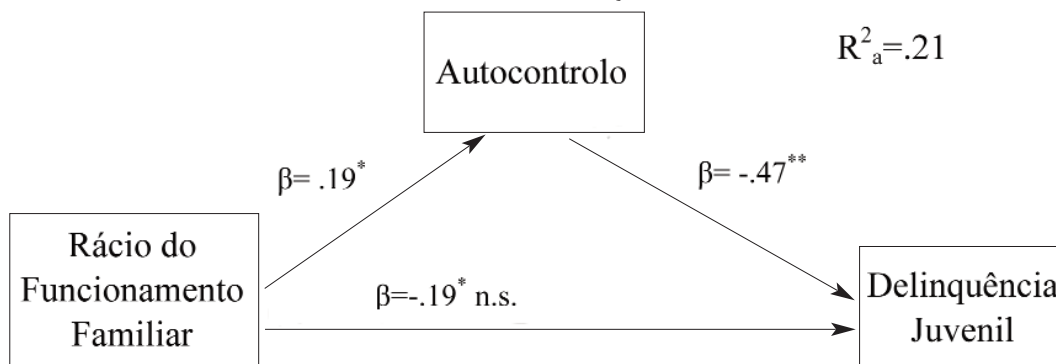 Autocontrolo
R²ₐ=.21
β= .19*
β= -.47**
Rácio do
Funcionamento
Familiar
β=-.19* n.s.
Delinquência
Juvenil